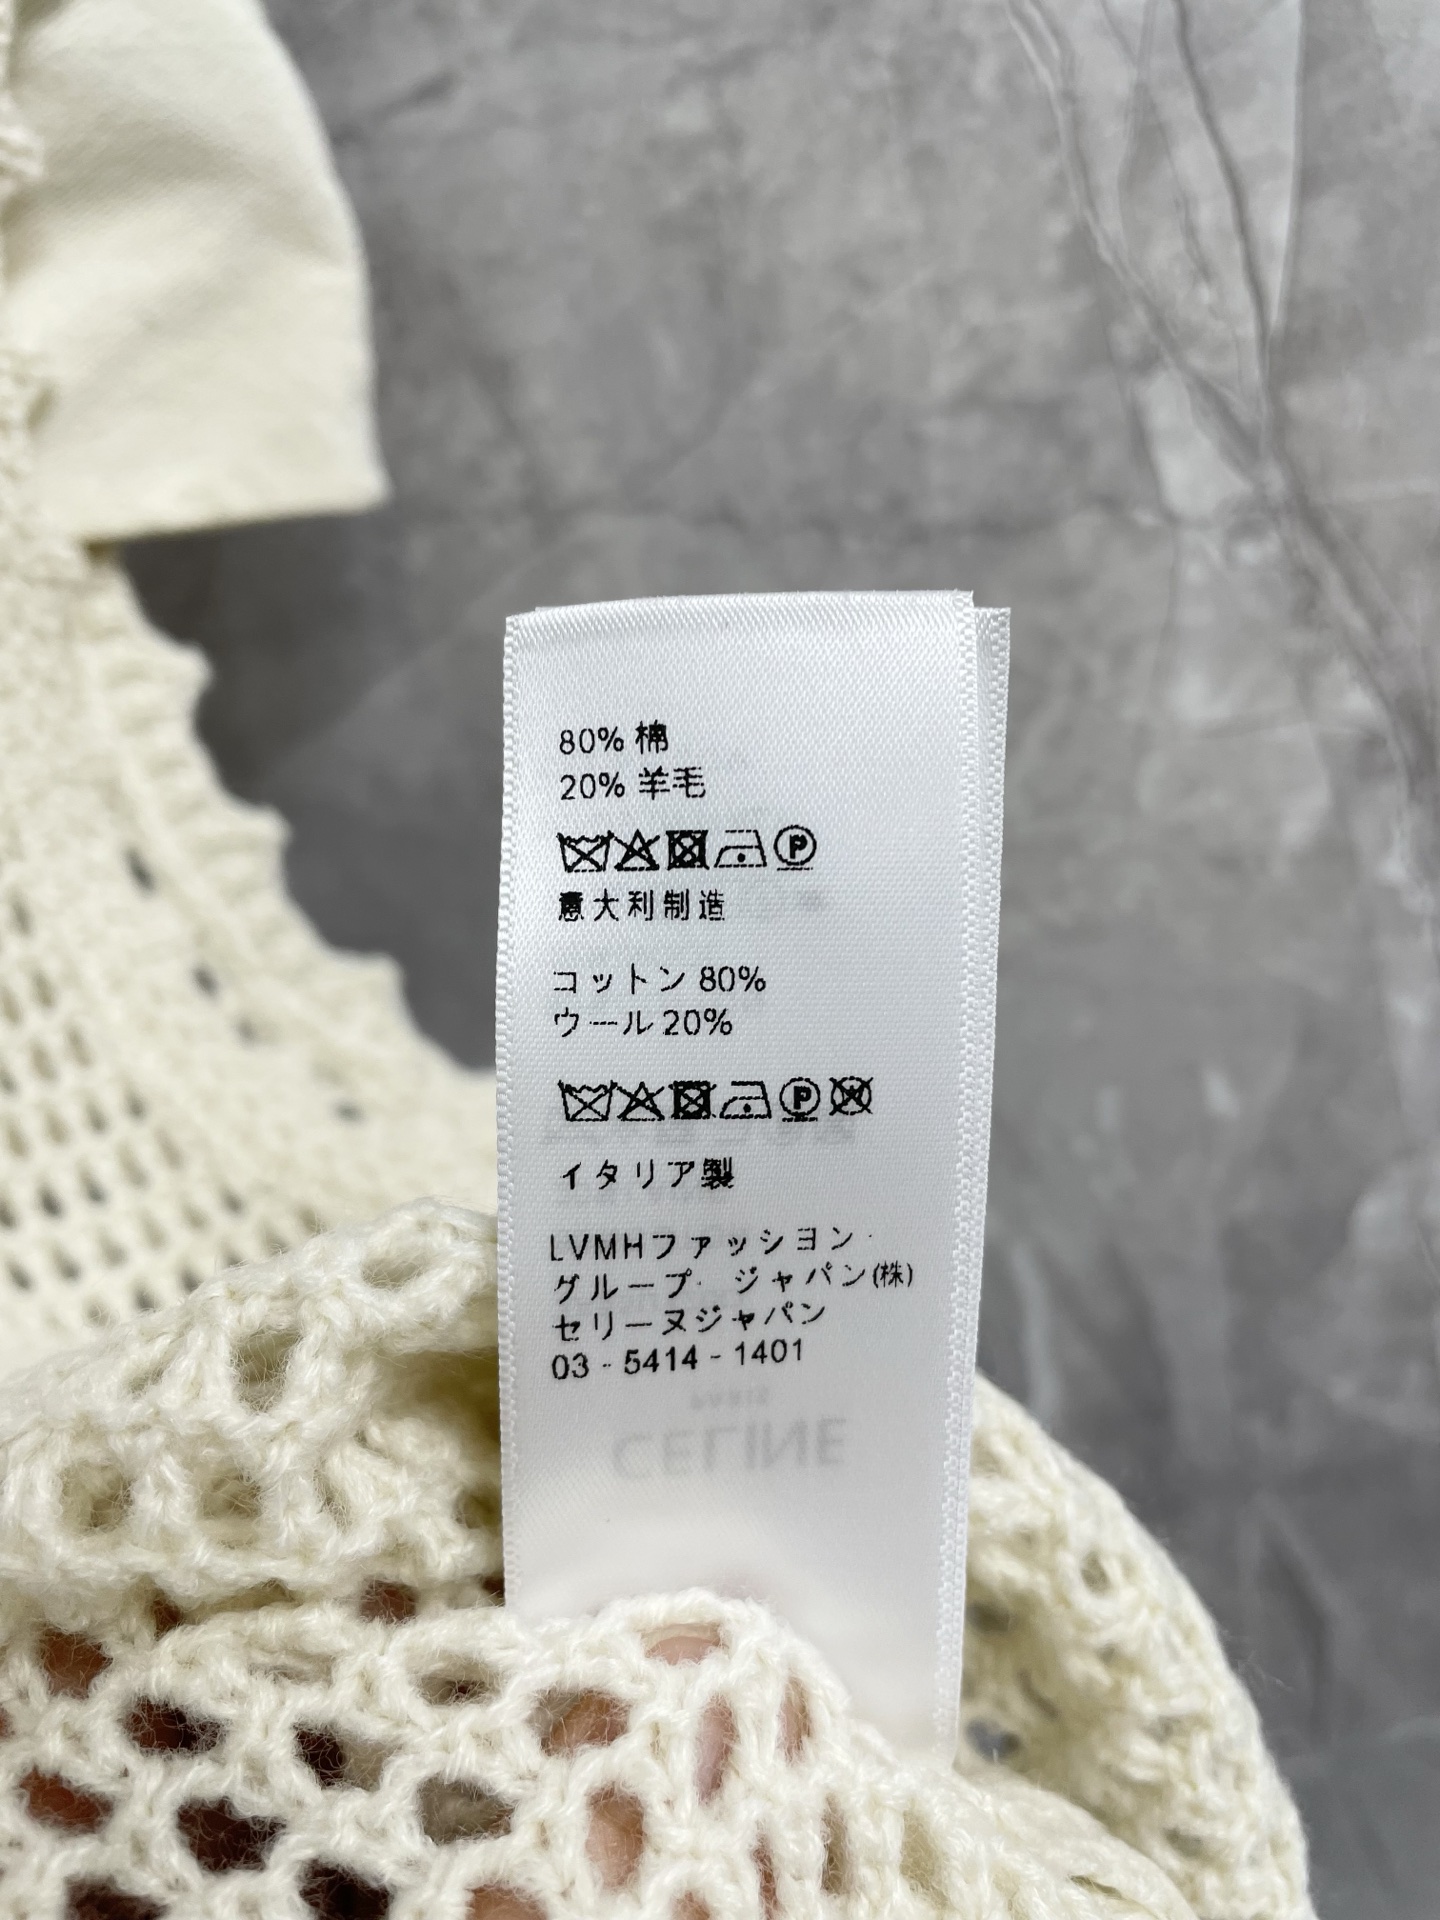 80% 棉
20% 羊毛
P
意大利制造
コットン 80%
ウール 20%
P W
イタリア製
LVMHファッション・
グループ・ジャパン(株)
セリーヌジャパン
03 - 5414 - 1401
PARIS
CELINE